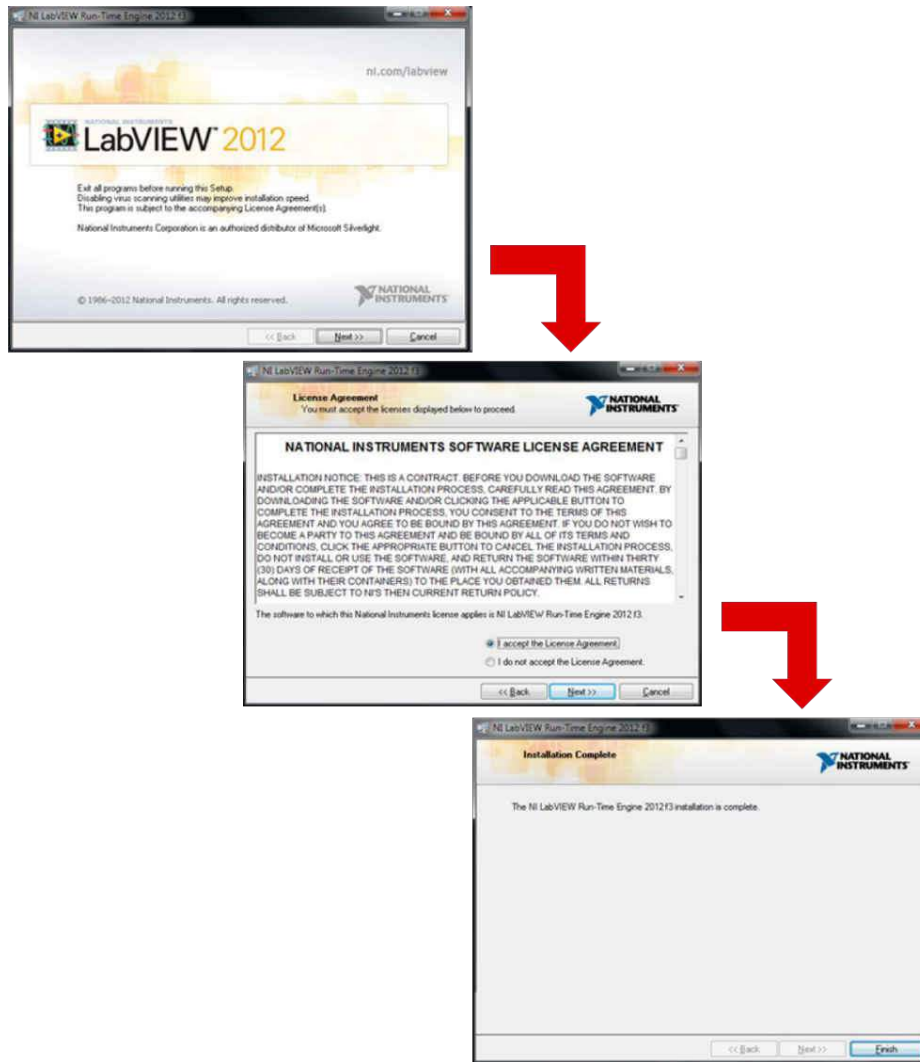 NI LabVIEW Run-Time Engine 2012 f3
ni.com/labview
NATIONAL INSTRUMENTS
LabVIEW™ 2012
Exit all programs before running this Setup.
Disabling virus scanning utilities may improve installation speed.
This program is subject to the accompanying License Agreement(s).
National Instruments Corporation is an authorized distributor of Microsoft Silverlight.
© 1986–2012 National Instruments. All rights reserved.
NATIONAL
INSTRUMENTS
<< Back Next >> Cancel
NI LabVIEW Run-Time Engine 2012 f3
License Agreement
You must accept the licenses displayed below to proceed.
NATIONAL
INSTRUMENTS
NATIONAL INSTRUMENTS SOFTWARE LICENSE AGREEMENT
INSTALLATION NOTICE: THIS IS A CONTRACT. BEFORE YOU DOWNLOAD THE SOFTWARE
AND/OR COMPLETE THE INSTALLATION PROCESS, CAREFULLY READ THIS AGREEMENT. BY
DOWNLOADING THE SOFTWARE AND/OR CLICKING THE APPLICABLE BUTTON TO
COMPLETE THE INSTALLATION PROCESS, YOU CONSENT TO THE TERMS OF THIS
AGREEMENT AND YOU AGREE TO BE BOUND BY THIS AGREEMENT. IF YOU DO NOT WISH TO
BECOME A PARTY TO THIS AGREEMENT AND BE BOUND BY ALL OF ITS TERMS AND
CONDITIONS, CLICK THE APPROPRIATE BUTTON TO CANCEL THE INSTALLATION PROCESS,
DO NOT INSTALL OR USE THE SOFTWARE, AND RETURN THE SOFTWARE WITHIN THIRTY
(30) DAYS OF RECEIPT OF THE SOFTWARE (WITH ALL ACCOMPANYING WRITTEN MATERIALS,
ALONG WITH THEIR CONTAINERS) TO THE PLACE YOU OBTAINED THEM. ALL RETURNS
SHALL BE SUBJECT TO NI'S THEN CURRENT RETURN POLICY.
The software to which this National Instruments license applies is NI LabVIEW Run-Time Engine 2012 f3.
I accept the License Agreement.
I do not accept the License Agreement.
<< Back Next >> Cancel
NI LabVIEW Run-Time Engine 2012 f3
Installation Complete
NATIONAL
INSTRUMENTS
The NI LabVIEW Run-Time Engine 2012 f3 installation is complete.
<< Back Next >> Finish